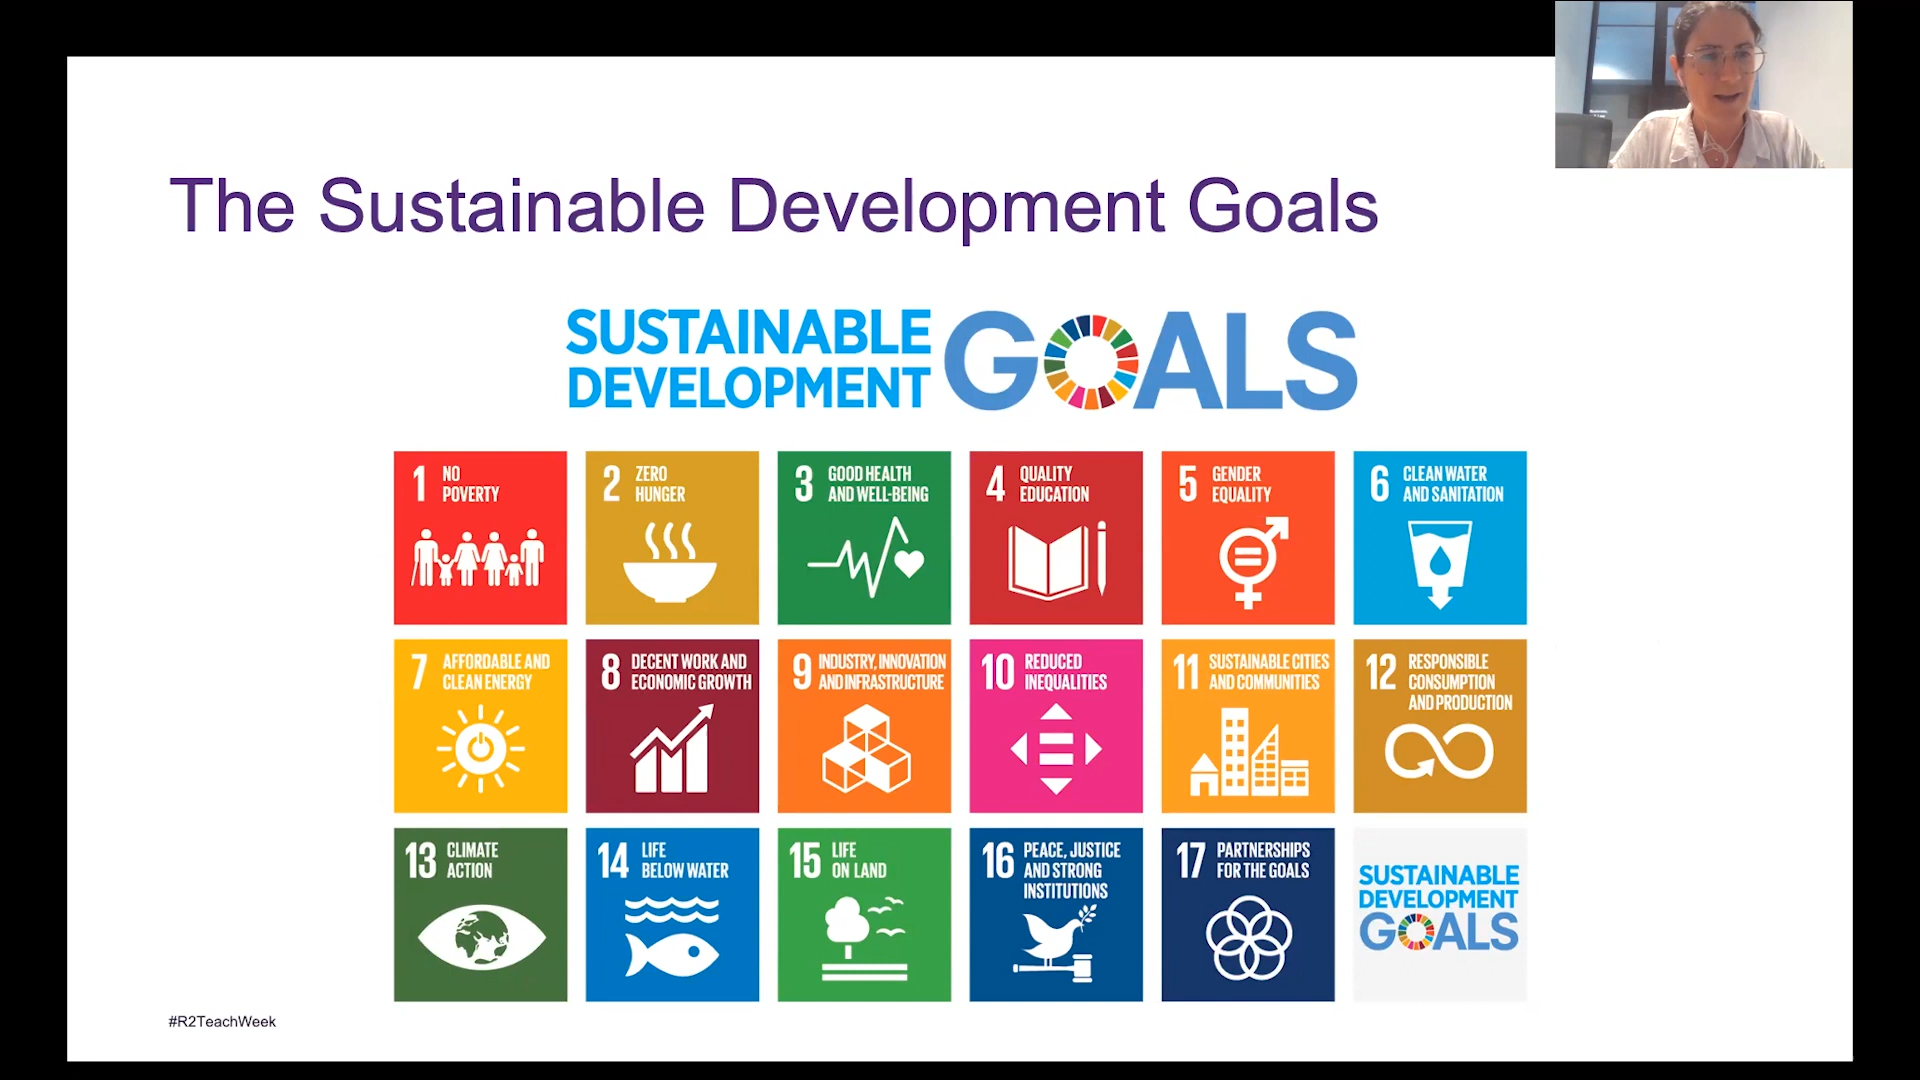 The Sustainable Development Goals
SUSTAINABLE
DEVELOPMENT
GOALS
1 NO
POVERTY
2 ZERO
HUNGER
3 GOOD HEALTH
AND WELL-BEING
4 QUALITY
EDUCATION
5 GENDER
EQUALITY
6 CLEAN WATER
AND SANITATION
7 AFFORDABLE AND
CLEAN ENERGY
8 DECENT WORK AND
ECONOMIC GROWTH
9 INDUSTRY, INNOVATION
AND INFRASTRUCTURE
10 REDUCED
INEQUALITIES
11 SUSTAINABLE CITIES
AND COMMUNITIES
12 RESPONSIBLE
CONSUMPTION
AND PRODUCTION
13 CLIMATE
ACTION
14 LIFE
BELOW WATER
15 LIFE
ON LAND
16 PEACE, JUSTICE
AND STRONG
INSTITUTIONS
17 PARTNERSHIPS
FOR THE GOALS
SUSTAINABLE
DEVELOPMENT
GOALS
#R2TeachWeek